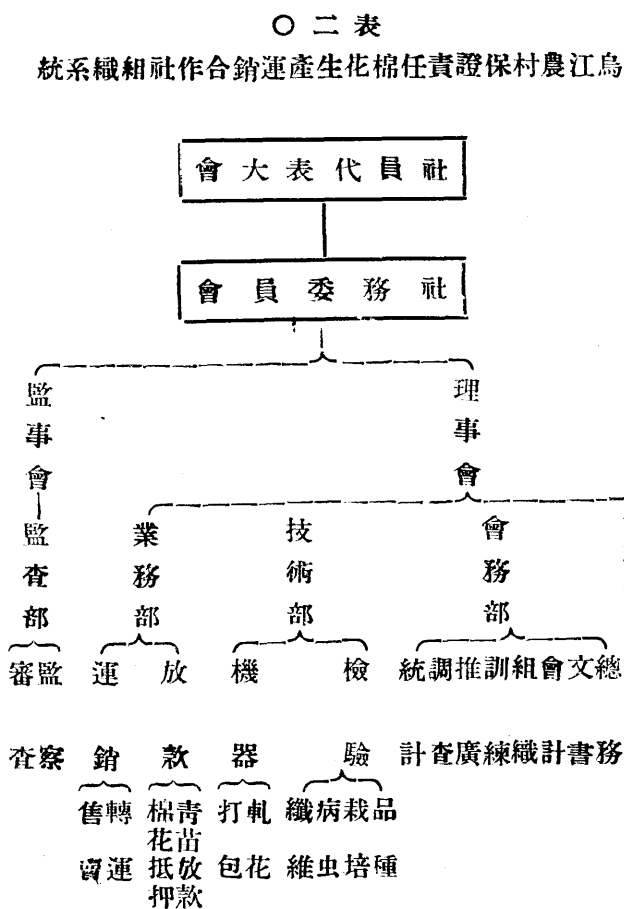 表二〇
烏江農村保證責任棉花生產運銷合作社組織系統
社員代表大會
社務委員會
理事會
監事會
會務部
技術部
業務部
監查部
總務
文書
會計
組織
訓練
推廣
調查
統計
檢驗
機器
放款
運銷
監察
審查
品種
栽培
病虫
纖維
軋花
打包
青苗放款
棉花抵押
轉運
售賣